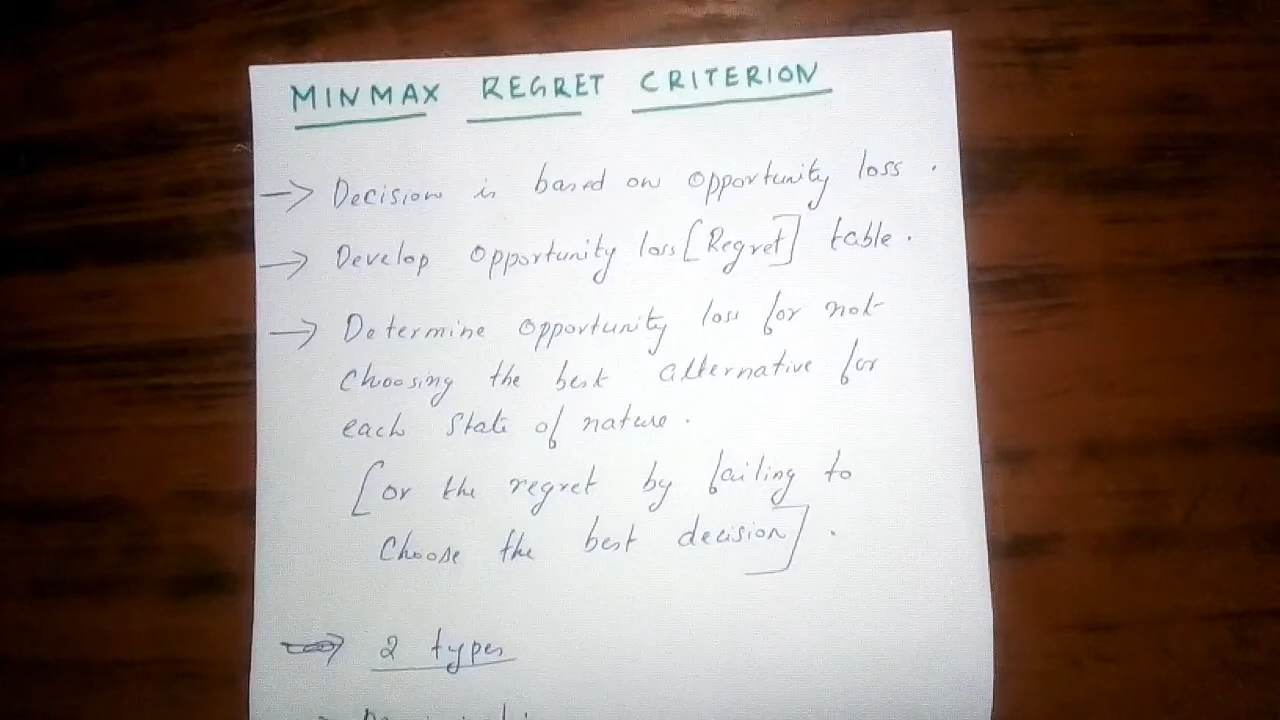 MINMAX REGRET CRITERION
→ Decision is based on opportunity loss.
→ Develop opportunity loss [Regret] table.
→ Determine opportunity loss for not
choosing the best alternative for
each state of nature.
[or the regret by failing to
choose the best decision].
→ 2 types